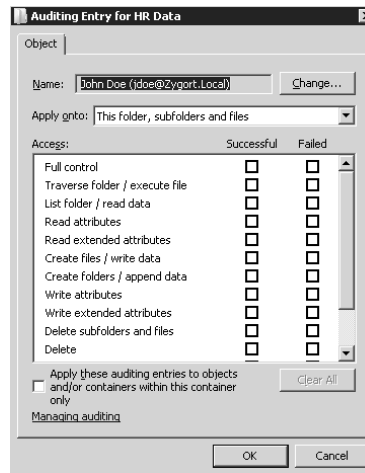 Auditing Entry for HR Data
Object
Name: John Doe (jdoe@Zygort.Local) Change...
Apply onto: This folder, subfolders and files
Access: Successful Failed
Full control
Traverse folder / execute file
List folder / read data
Read attributes
Read extended attributes
Create files / write data
Create folders / append data
Write attributes
Write extended attributes
Delete subfolders and files
Delete
Apply these auditing entries to objects
and/or containers within this container
only
Clear All
Managing auditing
OK Cancel